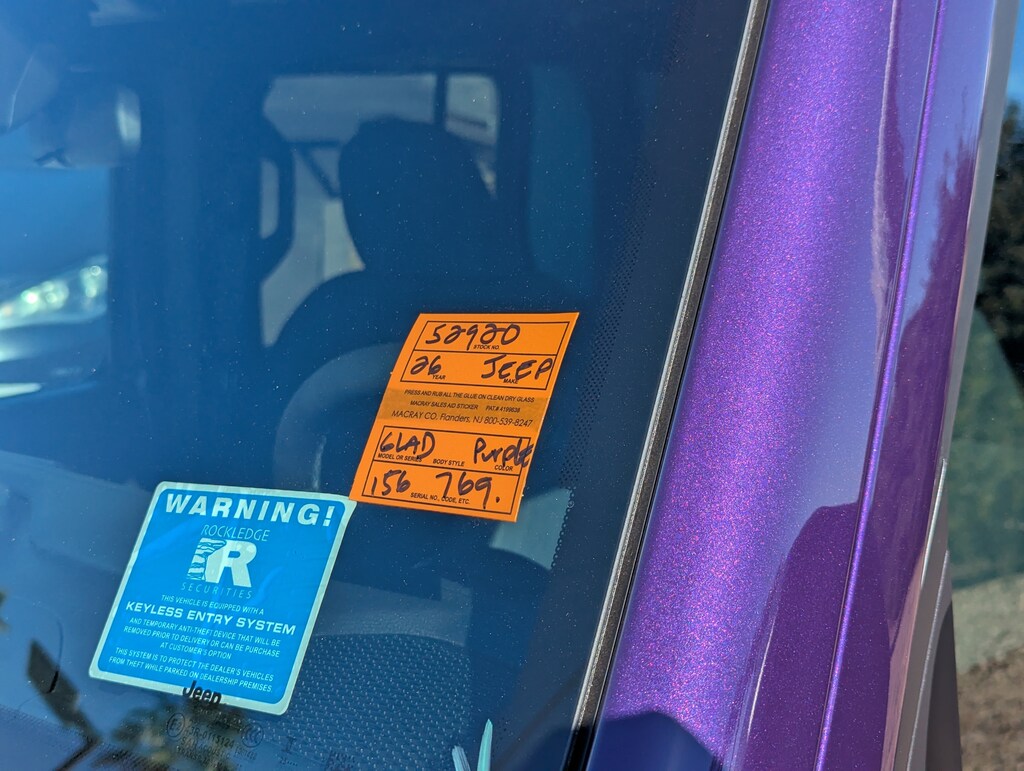 52920
STOCK NO.
26 JEEP
YEAR MAKE
PRESS AND RUB ALL THE GLUE ON CLEAN DRY GLASS
MACRAY SALES AID STICKER PAT.# 4189838
MACRAY CO. Flanders, NJ 800-539-8247
GLAD Purple
MODEL OR SERIES BODY STYLE COLOR
156 769.
SERIAL NO., CODE, ETC.
WARNING!
ROCKLEDGE
R
SECURITIES
THIS VEHICLE IS EQUIPPED WITH A
KEYLESS ENTRY SYSTEM
AND TEMPORARY ANTI-THEFT DEVICE THAT WILL BE
REMOVED PRIOR TO DELIVERY OR CAN BE PURCHASE
AT CUSTOMER'S OPTION
THIS SYSTEM IS TO PROTECT THE DEALER'S VEHICLES
FROM THEFT WHILE PARKED ON DEALERSHIP PREMISES.
Jeep